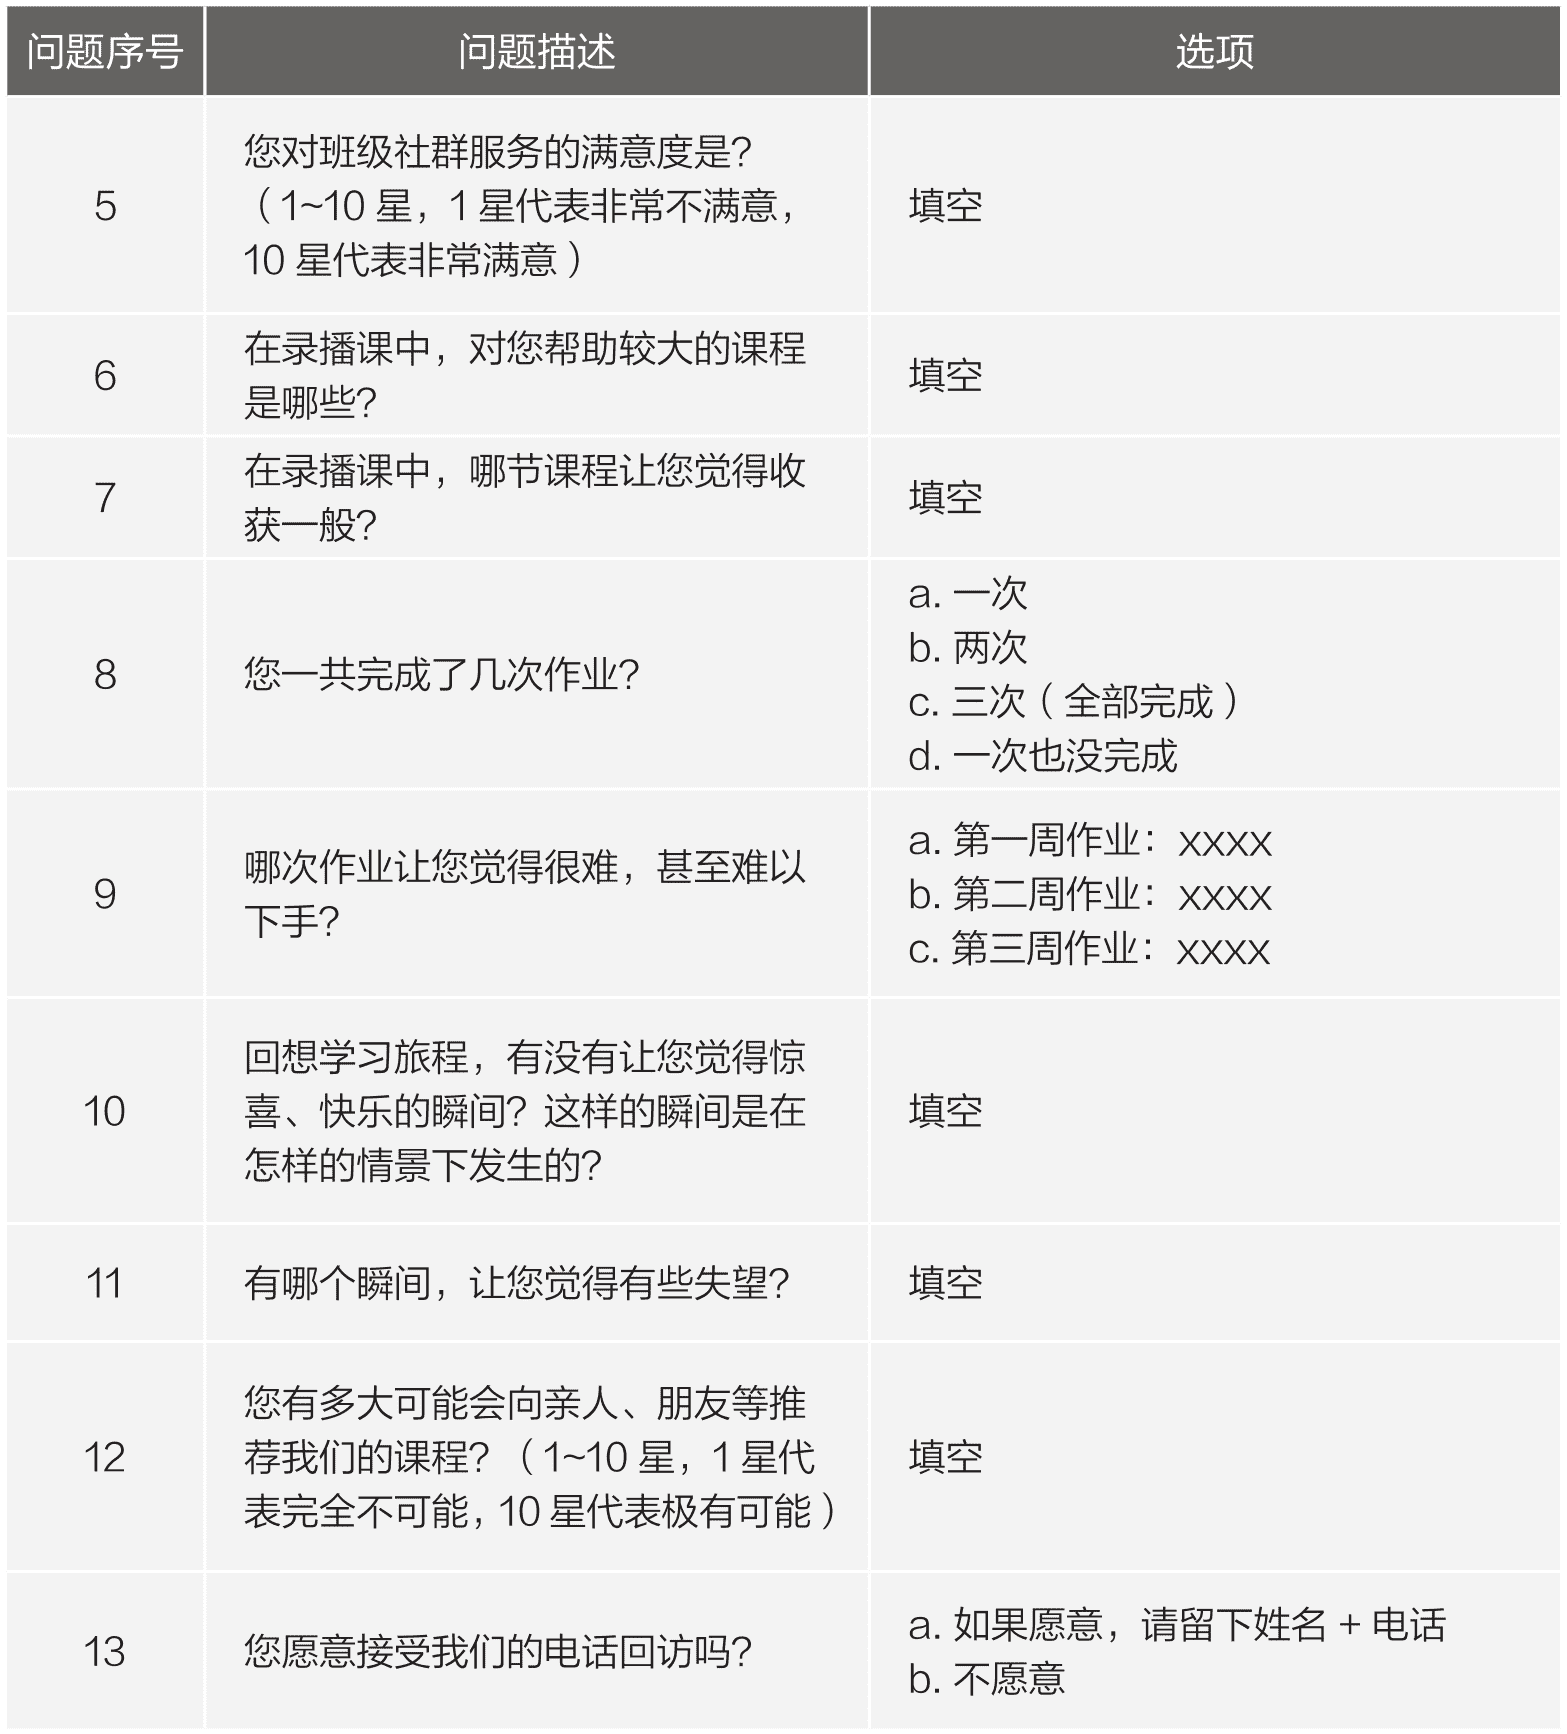 问题序号 问题描述 选项
5
您对班级社群服务的满意度是？
（1~10 星，1 星代表非常不满意，
10 星代表非常满意）
填空
6
在录播课中，对您帮助较大的课程
是哪些？
填空
7
在录播课中，哪节课程让您觉得收
获一般？
填空
8
您一共完成了几次作业？
a. 一次
b. 两次
c. 三次（全部完成）
d. 一次也没完成
9
哪次作业让您觉得很难，甚至难以
下手？
a. 第一周作业：xxxx
b. 第二周作业：xxxx
c. 第三周作业：xxxx
10
回想学习旅程，有没有让您觉得惊
喜、快乐的瞬间？这样的瞬间是在
怎样的情景下发生的？
填空
11
有哪个瞬间，让您觉得有些失望？
填空
12
您有多大可能会向亲人、朋友等推
荐我们的课程？（1~10 星，1 星代
表完全不可能，10 星代表极有可能）
填空
13
您愿意接受我们的电话回访吗？
a. 如果愿意，请留下姓名 + 电话
b. 不愿意